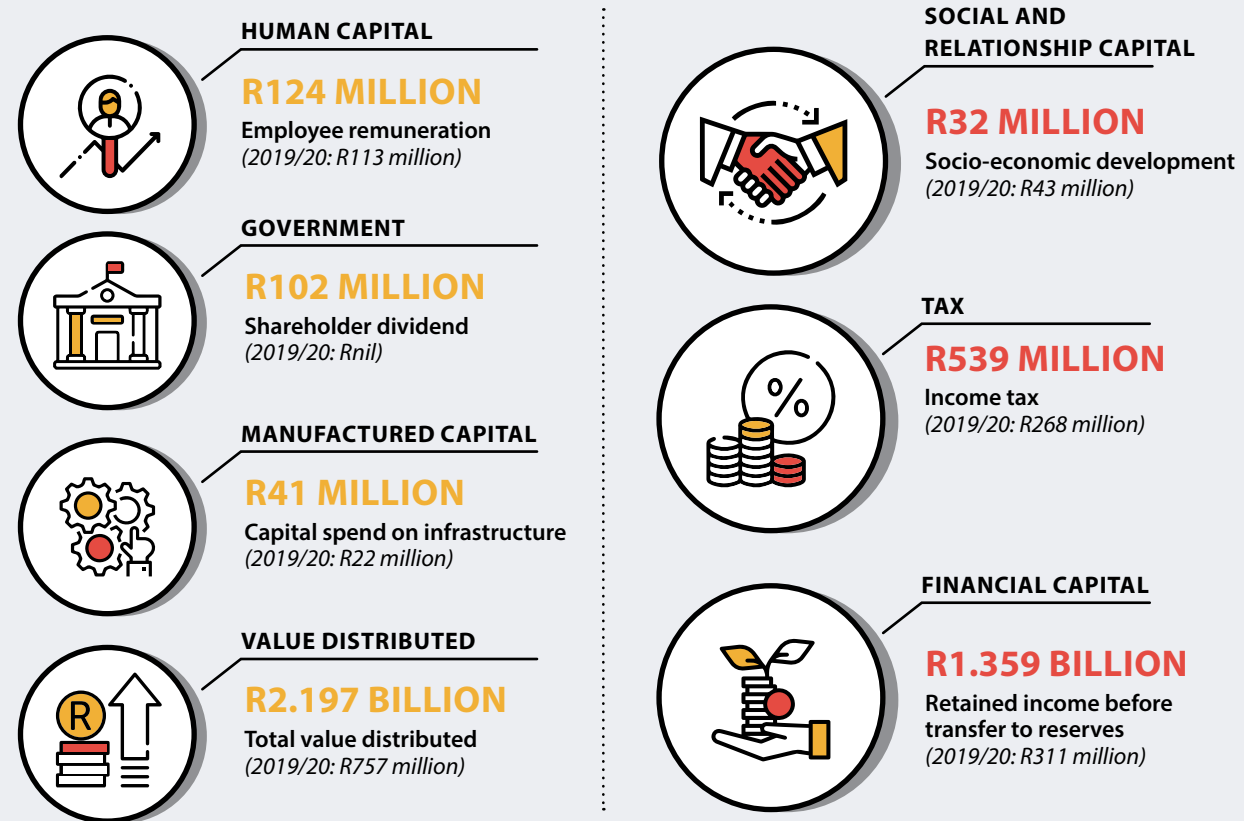 HUMAN CAPITAL
R124 MILLION
Employee remuneration
(2019/20: R113 million)
GOVERNMENT
R102 MILLION
Shareholder dividend
(2019/20: Rnil)
MANUFACTURED CAPITAL
R41 MILLION
Capital spend on infrastructure
(2019/20: R22 million)
VALUE DISTRIBUTED
R
R2.197 BILLION
Total value distributed
(2019/20: R757 million)
SOCIAL AND
RELATIONSHIP CAPITAL
R32 MILLION
Socio-economic development
(2019/20: R43 million)
TAX
%
R539 MILLION
Income tax
(2019/20: R268 million)
FINANCIAL CAPITAL
R1.359 BILLION
Retained income before
transfer to reserves
(2019/20: R311 million)